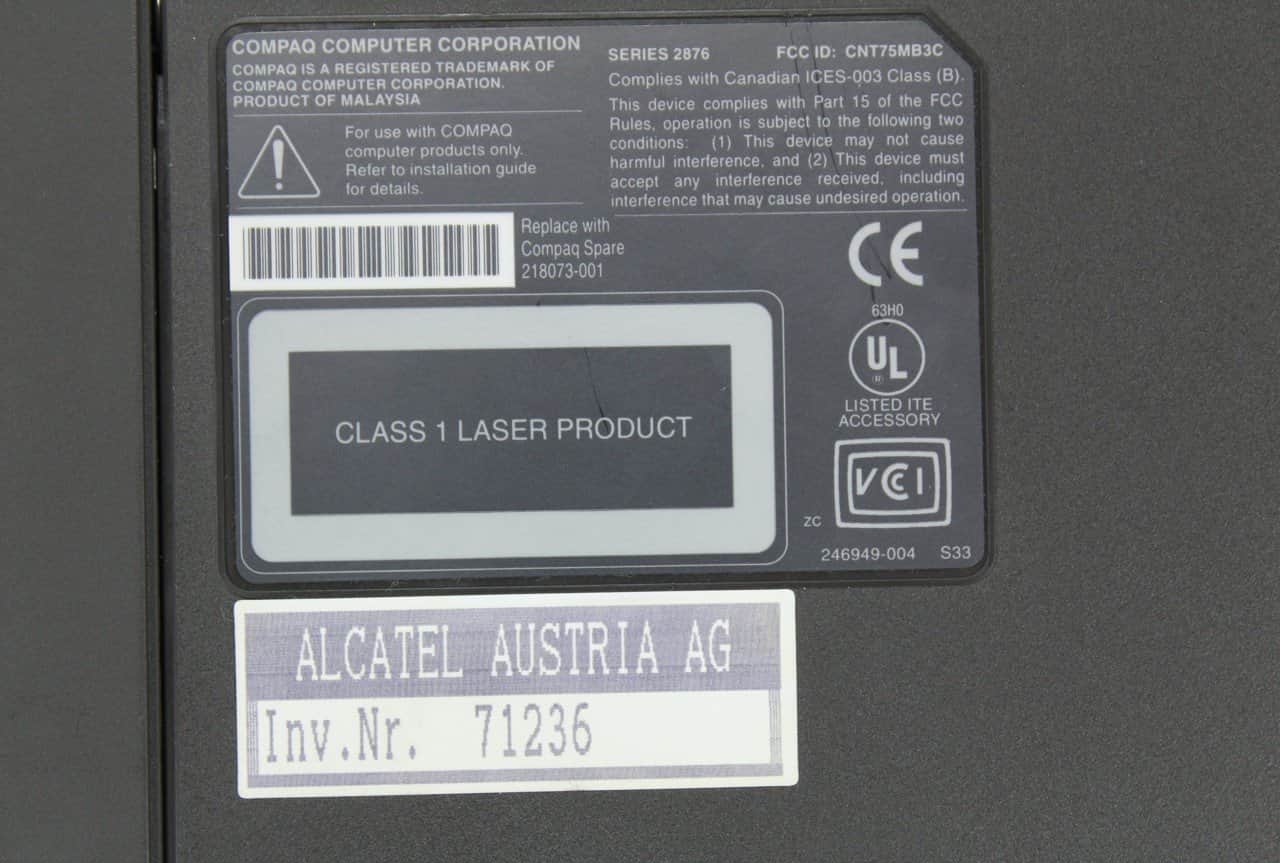 COMPAQ COMPUTER CORPORATION
COMPAQ IS A REGISTERED TRADEMARK OF
COMPAQ COMPUTER CORPORATION.
PRODUCT OF MALAYSIA
For use with COMPAQ
computer products only.
Refer to installation guide
for details.
Replace with
Compaq Spare
218073-001
CLASS 1 LASER PRODUCT
SERIES 2876 FCC ID: CNT75MB3C
Complies with Canadian ICES-003 Class (B).
This device complies with Part 15 of the FCC
Rules, operation is subject to the following two
conditions: (1) This device may not cause
harmful interference, and (2) This device must
accept any interference received, including
interference that may cause undesired operation.
CE
63H0
UL
®
LISTED ITE
ACCESSORY
VCCI
ZC
246949-004 S33
ALCATEL AUSTRIA AG
Inv.Nr. 71236